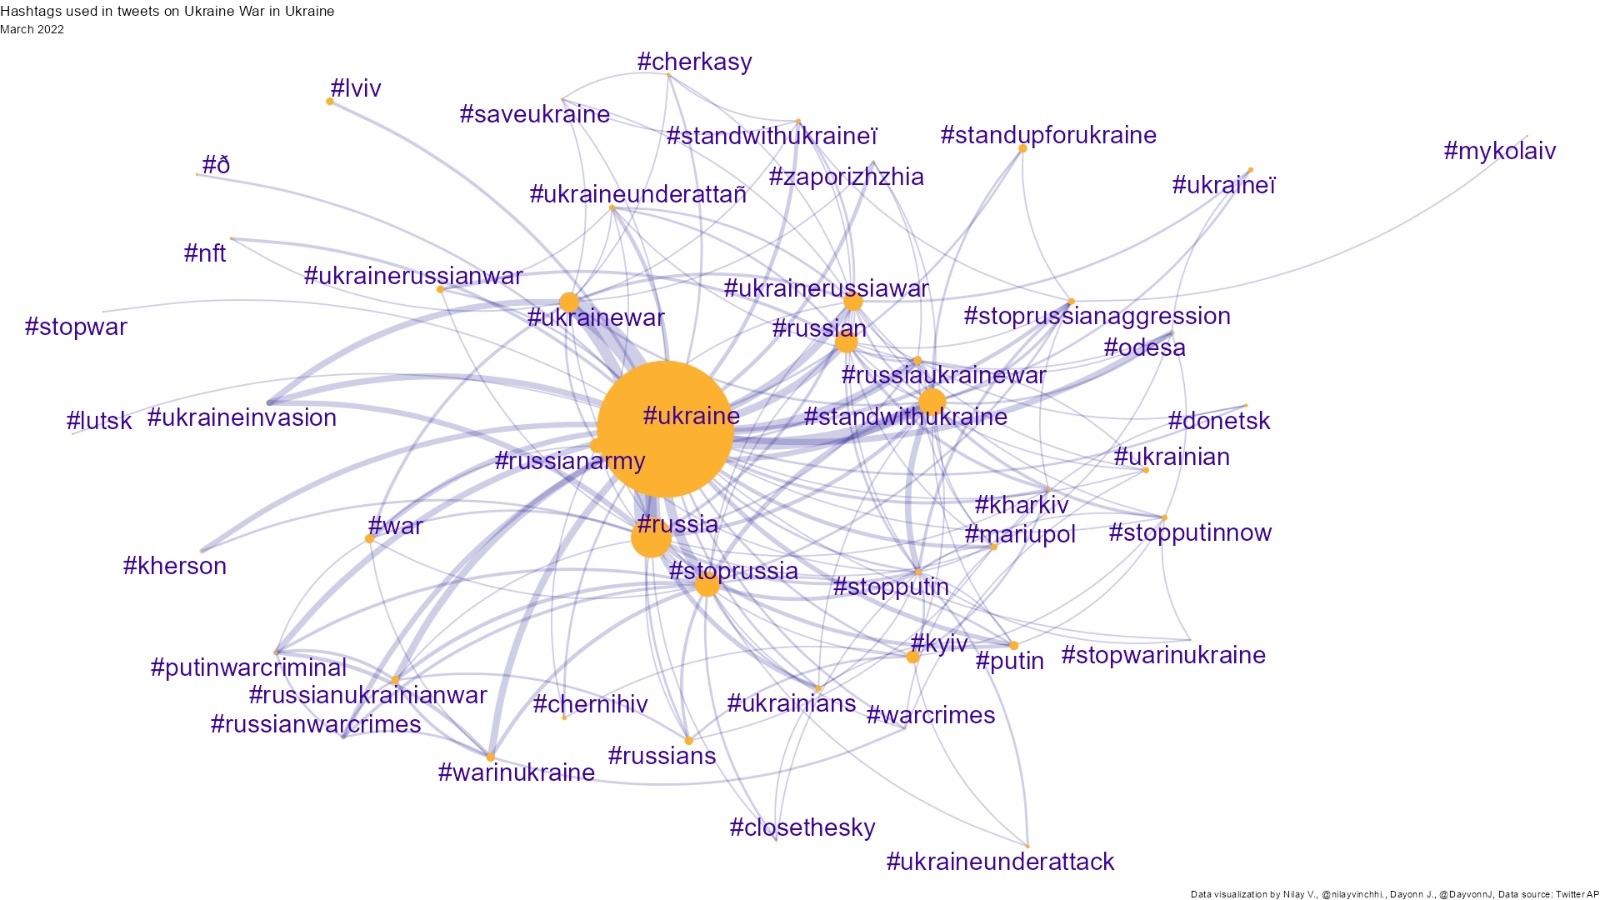 Hashtags used in tweets on Ukraine War in Ukraine
March 2022
#cherkasy
#lviv
#saveukraine
#standwithukraineï
#standupforukraine
#mykolaiv
#ð
#zaporizhzhia
#ukraineï
#ukraineunderattañ
#nft
#ukrainerussianwar
#ukrainerussiawar
#stopwar
#ukrainewar
#russian
#stoprussianaggression
#odesa
#russiaukrainewar
#lutsk
#ukraineinvasion
#ukraine
#standwithukraine
#donetsk
#russianarmy
#ukrainian
#kharkiv
#war
#russia
#mariupol
#stopputinnow
#kherson
#stoprussia
#stopputin
#kyiv
#putin
#stopwarinukraine
#putinwarcriminal
#russianukrainianwar
#chernihiv
#ukrainians
#warcrimes
#russianwarcrimes
#russians
#warinukraine
#closethesky
#ukraineunderattack
Data visualization by Nilay V., @nilayvinchhi., Dayonn J., @DayvonnJ, Data source: Twitter AP